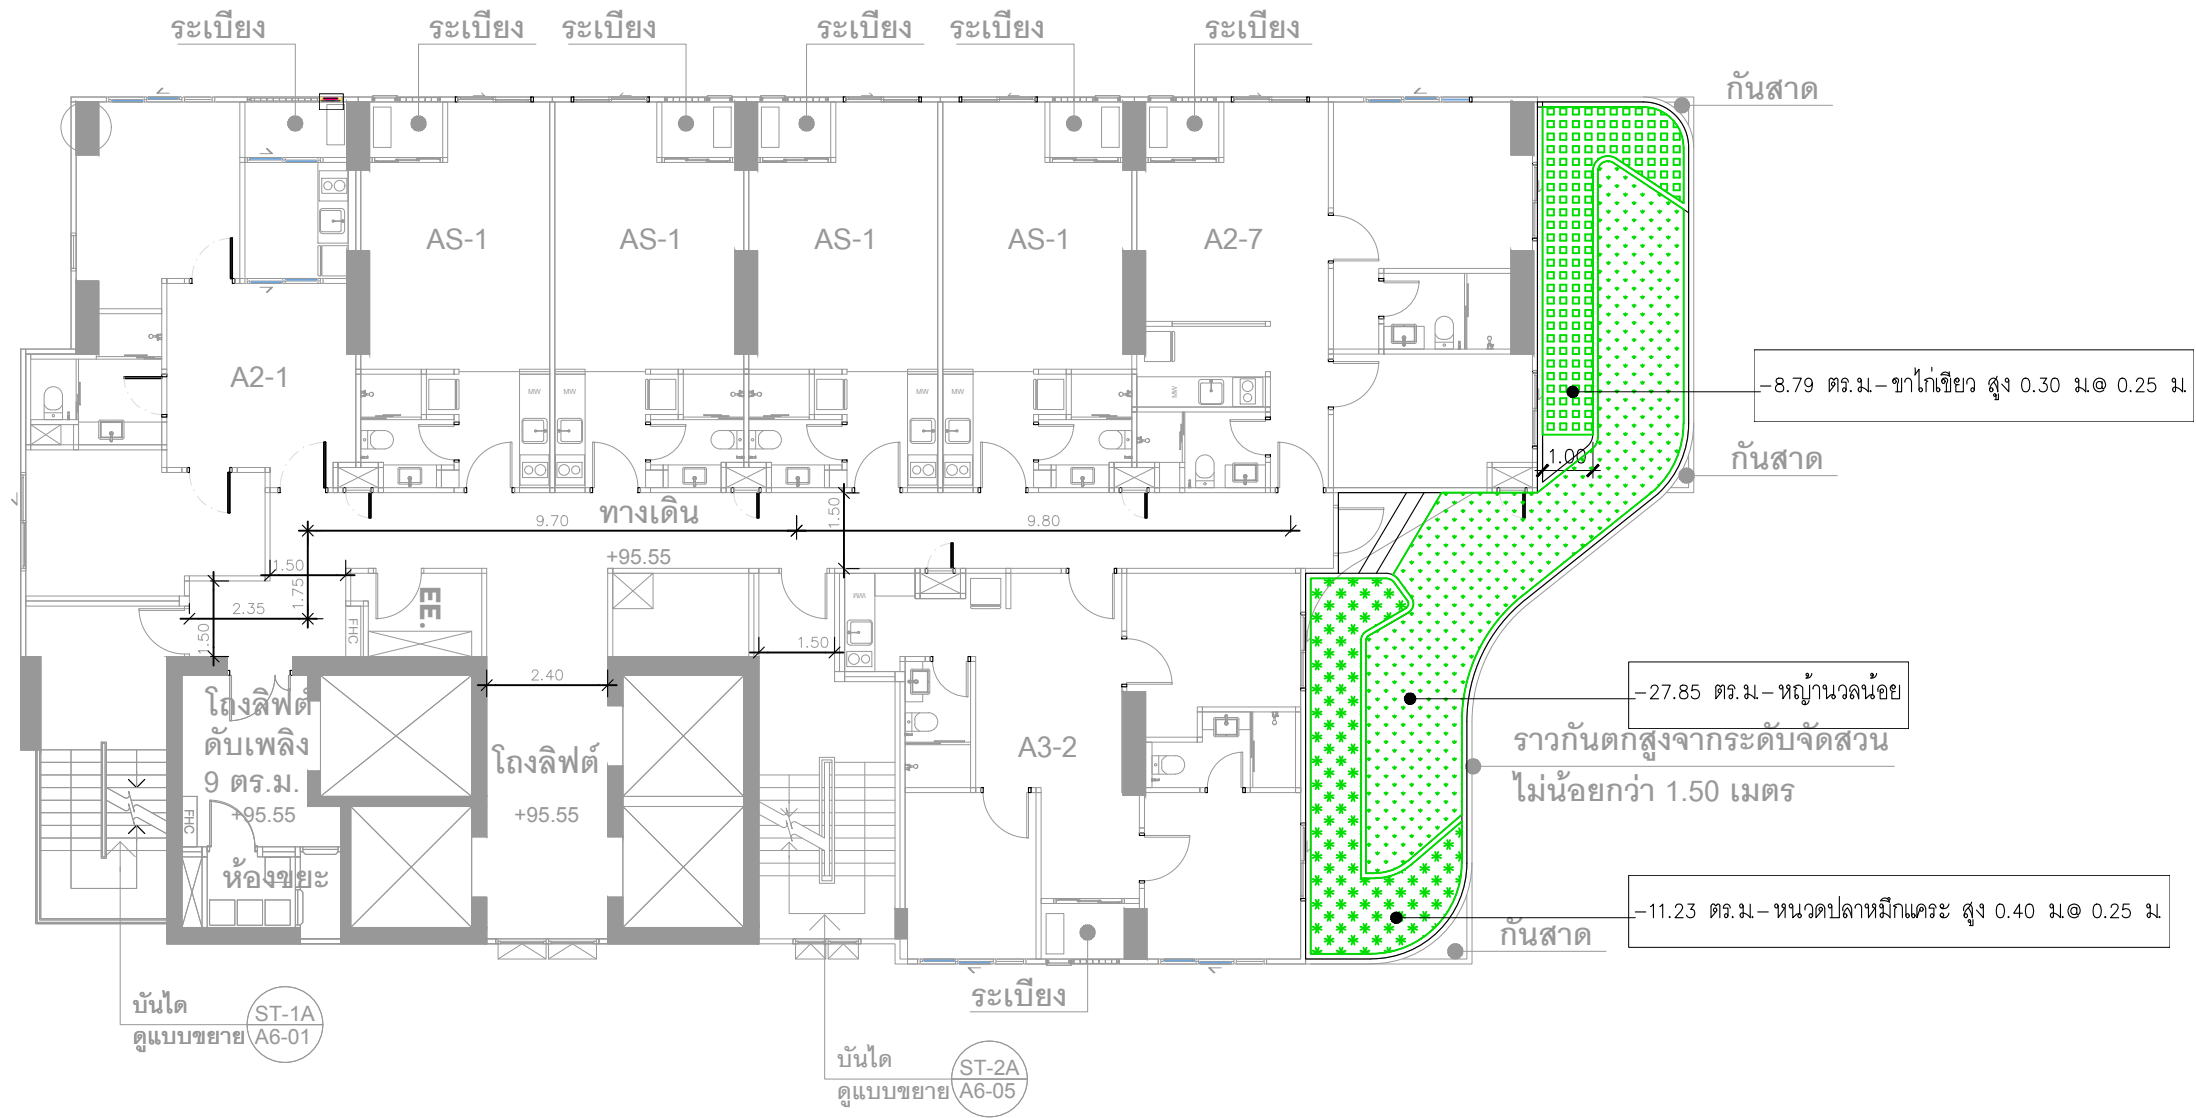 ระเบียง
ระเบียง
ระเบียง
ระเบียง
ระเบียง
ระเบียง
กันสาด
AS-1
AS-1
AS-1
AS-1
A2-7
A2-1
MW
MW
MW
MW
MW
-8.79 ตร.ม-ขาไก่เขียว สูง 0.30 ม@ 0.25 ม
กันสาด
1.00
ทางเดิน
9.70
1.50
9.80
+95.55
1.50
1.75
2.35
1.50
FHC
EE.
MW
1.50
2.40
โถงลิฟต์
ดับเพลิง
9 ตร.ม.
+95.55
FHC
ห้องขยะ
โถงลิฟต์
+95.55
A3-2
-27.85 ตร.ม-หญ้านวลน้อย
ราวกันตกสูงจากระดับจัดสวน
ไม่น้อยกว่า 1.50 เมตร
-11.23 ตร.ม-หนวดปลาหมึกแคระ สูง 0.40 ม@ 0.25 ม
กันสาด
ระเบียง
บันได
ดูแบบขยาย
ST-1A
A6-01
บันได
ดูแบบขยาย
ST-2A
A6-05